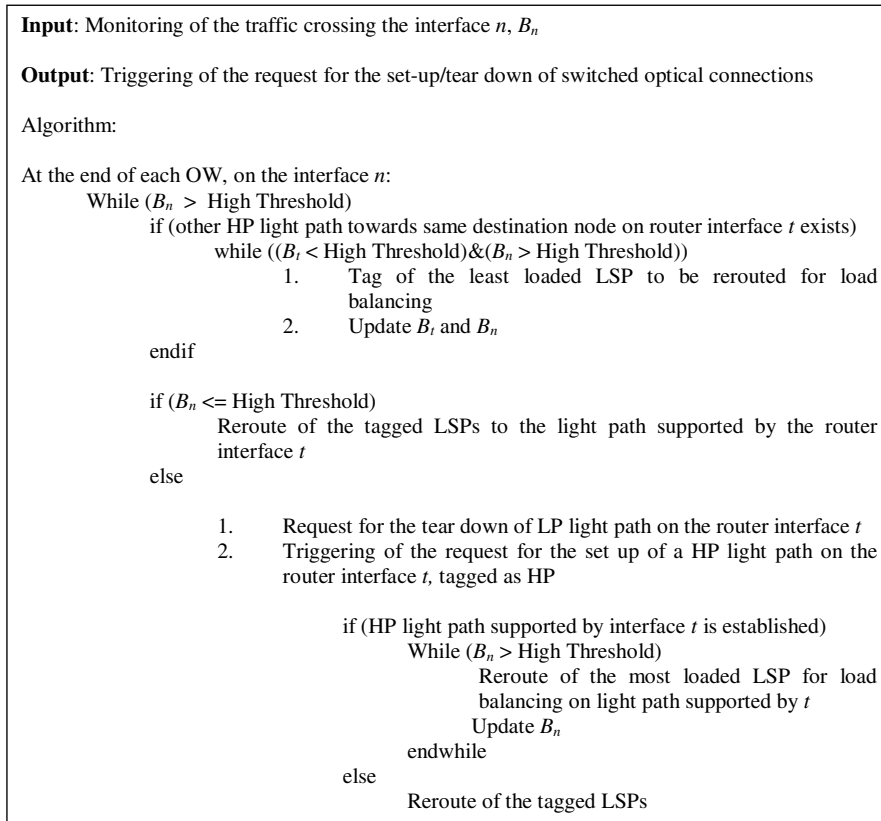 Input: Monitoring of the traffic crossing the interface n, Bn
Output: Triggering of the request for the set-up/tear down of switched optical connections
Algorithm:
At the end of each OW, on the interface n:
While (Bn > High Threshold)
if (other HP light path towards same destination node on router interface t exists)
while ((Bt < High Threshold)&(Bn > High Threshold))
1. Tag of the least loaded LSP to be rerouted for load
balancing
2. Update Bt and Bn
endif
if (Bn <= High Threshold)
Reroute of the tagged LSPs to the light path supported by the router
interface t
else
1. Request for the tear down of LP light path on the router interface t
2. Triggering of the request for the set up of a HP light path on the
router interface t, tagged as HP
if (HP light path supported by interface t is established)
While (Bn > High Threshold)
Reroute of the most loaded LSP for load
balancing on light path supported by t
Update Bn
endwhile
else
Reroute of the tagged LSPs